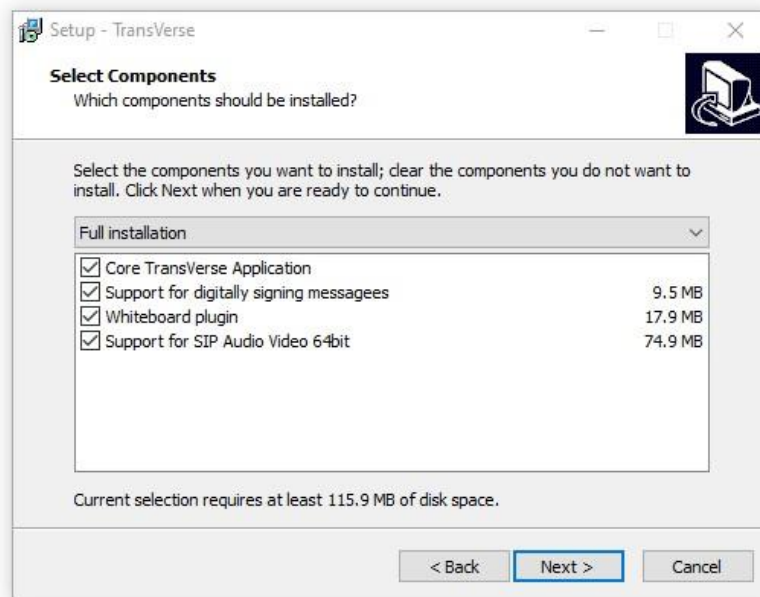 Setup - TransVerse
Select Components
Which components should be installed?
Select the components you want to install; clear the components you do not want to
install. Click Next when you are ready to continue.
Full installation
Core TransVerse Application
Support for digitally signing messagees 9.5 MB
Whiteboard plugin 17.9 MB
Support for SIP Audio Video 64bit 74.9 MB
Current selection requires at least 115.9 MB of disk space.
< Back Next > Cancel